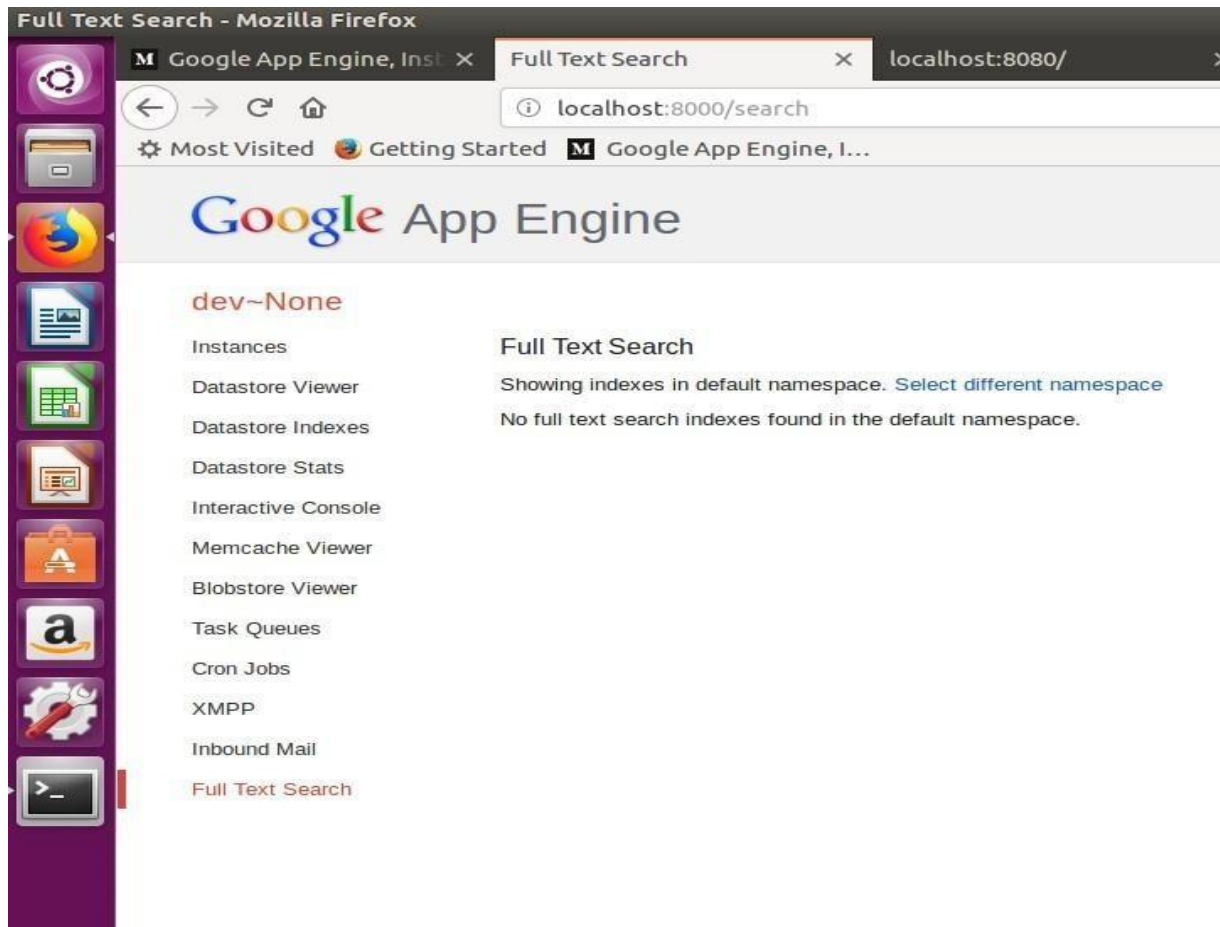 Full Text Search - Mozilla Firefox
M Google App Engine, Inst × Full Text Search × localhost:8080/
localhost:8000/search
Most Visited Getting Started M Google App Engine, I...
Google App Engine
dev~None
Instances
Datastore Viewer
Datastore Indexes
Datastore Stats
Interactive Console
Memcache Viewer
Blobstore Viewer
Task Queues
Cron Jobs
XMPP
Inbound Mail
Full Text Search
Full Text Search
Showing indexes in default namespace. Select different namespace
No full text search indexes found in the default namespace.
a
>_